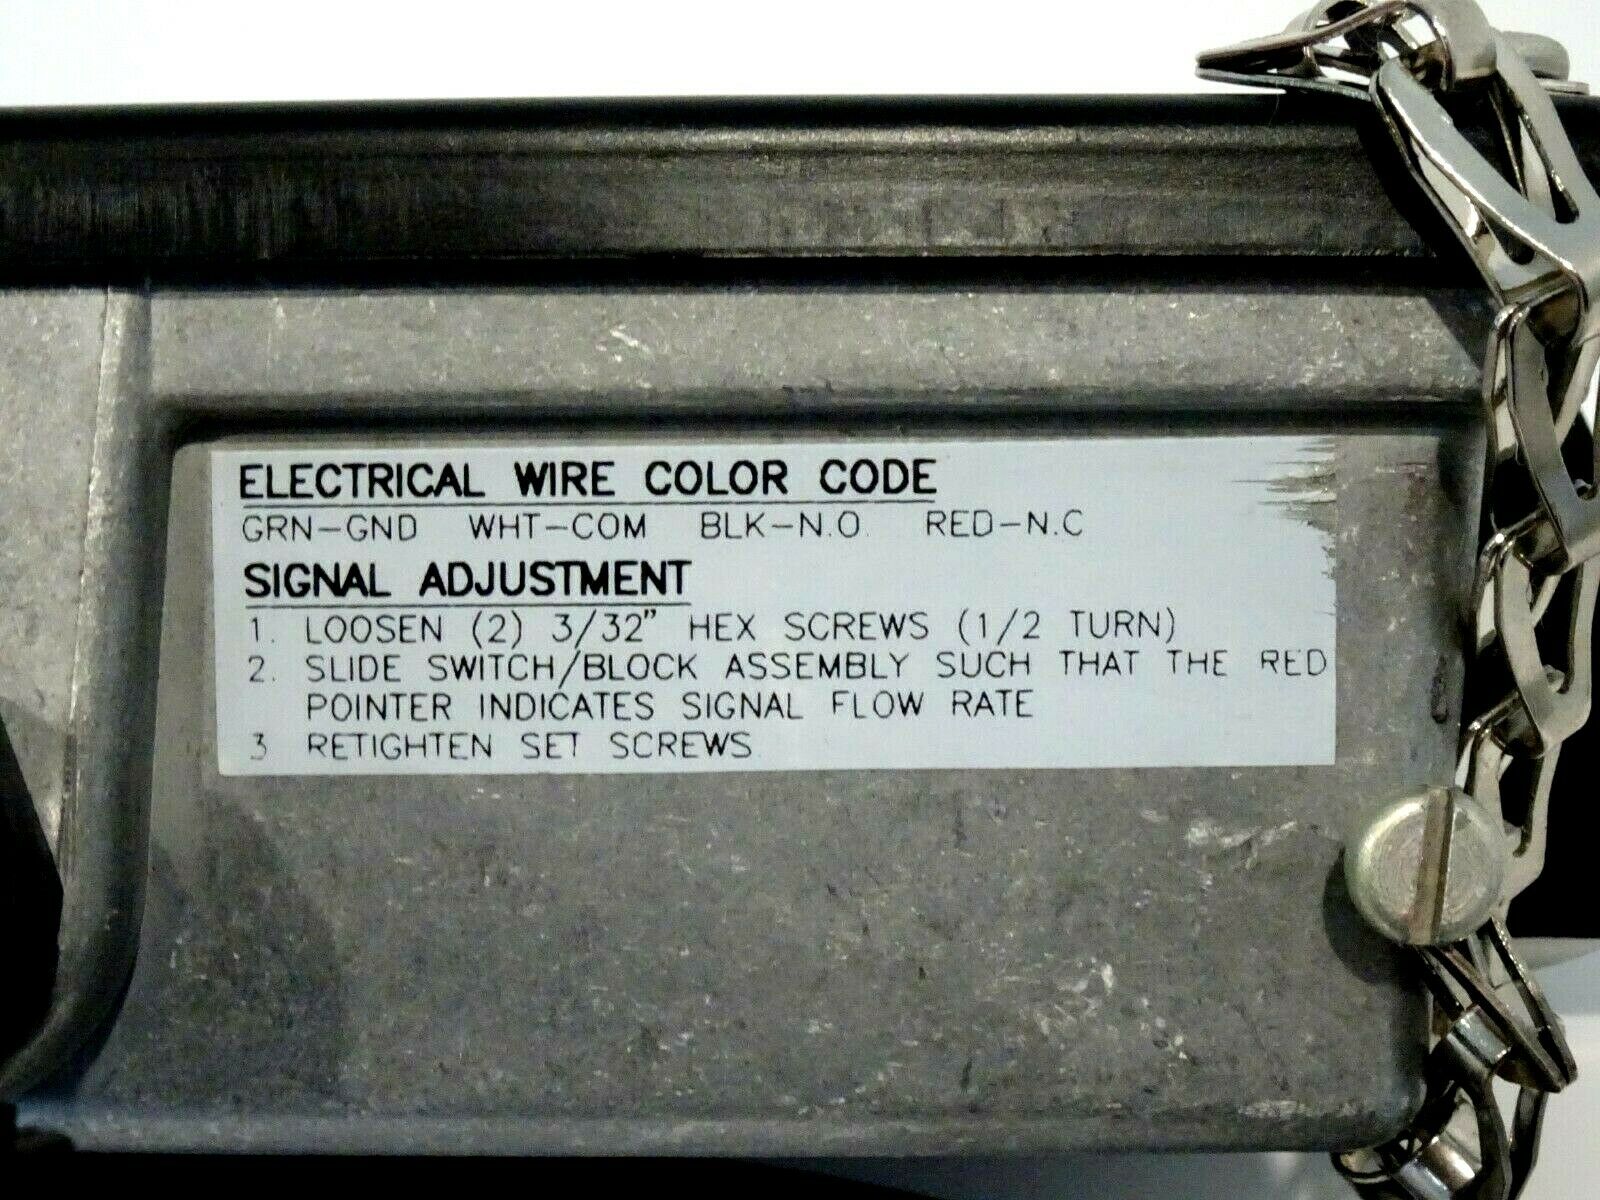 ELECTRICAL WIRE COLOR CODE
GRN-GND WHT-COM BLK-N.O. RED-N.C
SIGNAL ADJUSTMENT
1. LOOSEN (2) 3/32" HEX SCREWS (1/2 TURN)
2. SLIDE SWITCH/BLOCK ASSEMBLY SUCH THAT THE RED
POINTER INDICATES SIGNAL FLOW RATE
3 RETIGHTEN SET SCREWS.